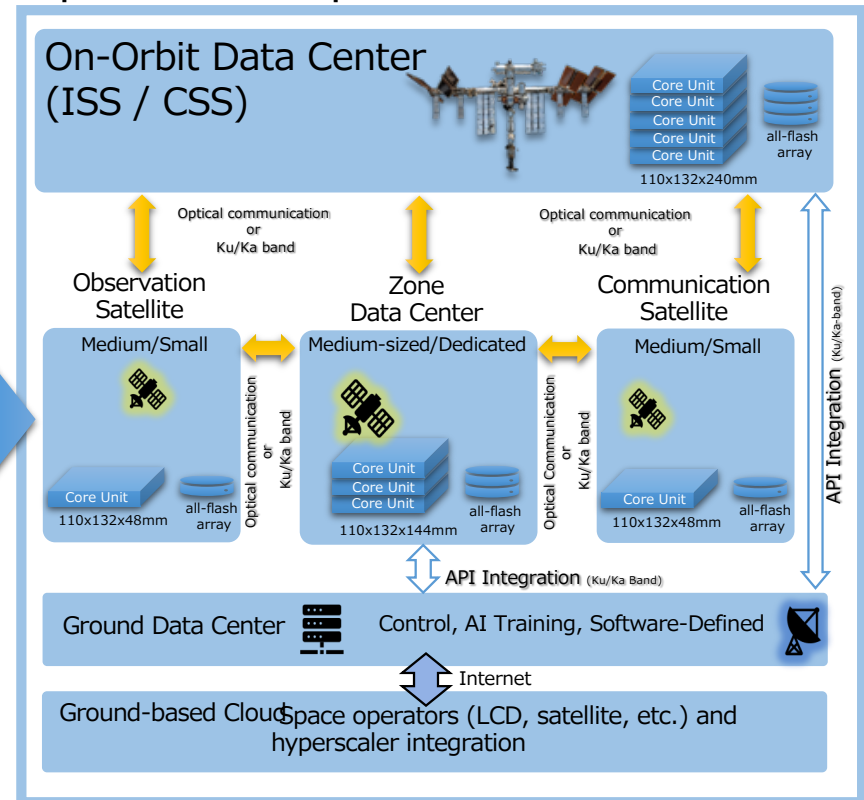 On-Orbit Data Center
(ISS / CSS)
Core Unit
Core Unit
Core Unit
Core Unit
Core Unit
all-flash
array
110x132x240mm
Optical communication
or
Ku/Ka band
Optical communication
or
Ku/Ka band
API Integration (Ku/Ka-band)
Observation
Satellite
Zone
Data Center
Communication
Satellite
Medium/Small
Core Unit
110x132x48mm
all-flash
array
Optical communication
or
Ku/Ka band
Medium-sized/Dedicated
Core Unit
Core Unit
Core Unit
110x132x144mm
all-flash
array
Optical Communication
or
Ku/Ka band
Medium/Small
Core Unit
110x132x48mm
all-flash
array
API Integration (Ku/Ka Band)
Ground Data Center
Control, AI Training, Software-Defined
Internet
Ground-based Cloud
Space operators (LCD, satellite, etc.) and
hyperscaler integration